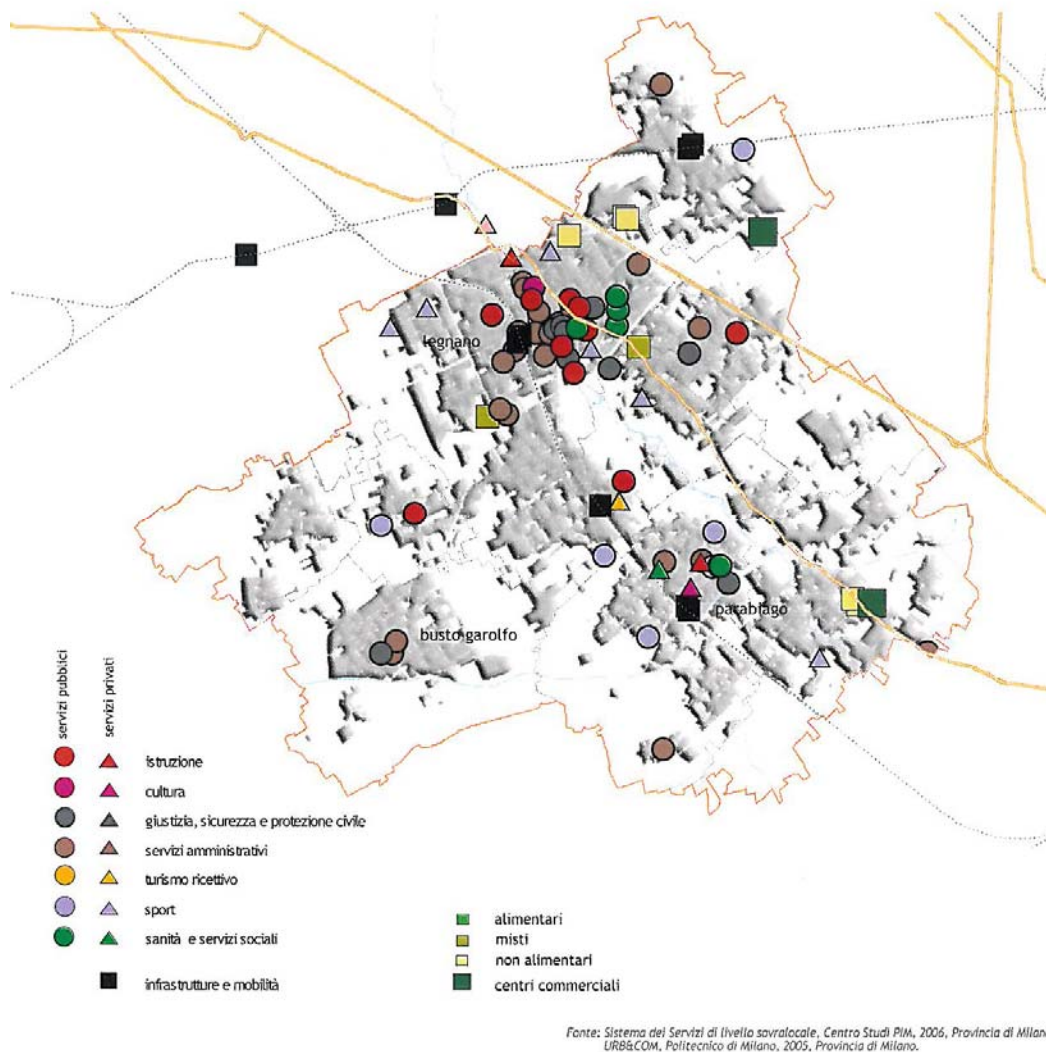 legnano
parabiago
busto garolfo
servizi pubblici
servizi privati
istruzione
cultura
giustizia, sicurezza e protezione civile
servizi amministrativi
turismo ricettivo
sport
sanità e servizi sociali
infrastrutture e mobilità
alimentari
misti
non alimentari
centri commerciali
Fonte: Sistema dei Servizi di livello sovralocale, Centro Studi PIM, 2006, Provincia di Milano
URB&COM, Politecnico di Milano, 2005, Provincia di Milano.